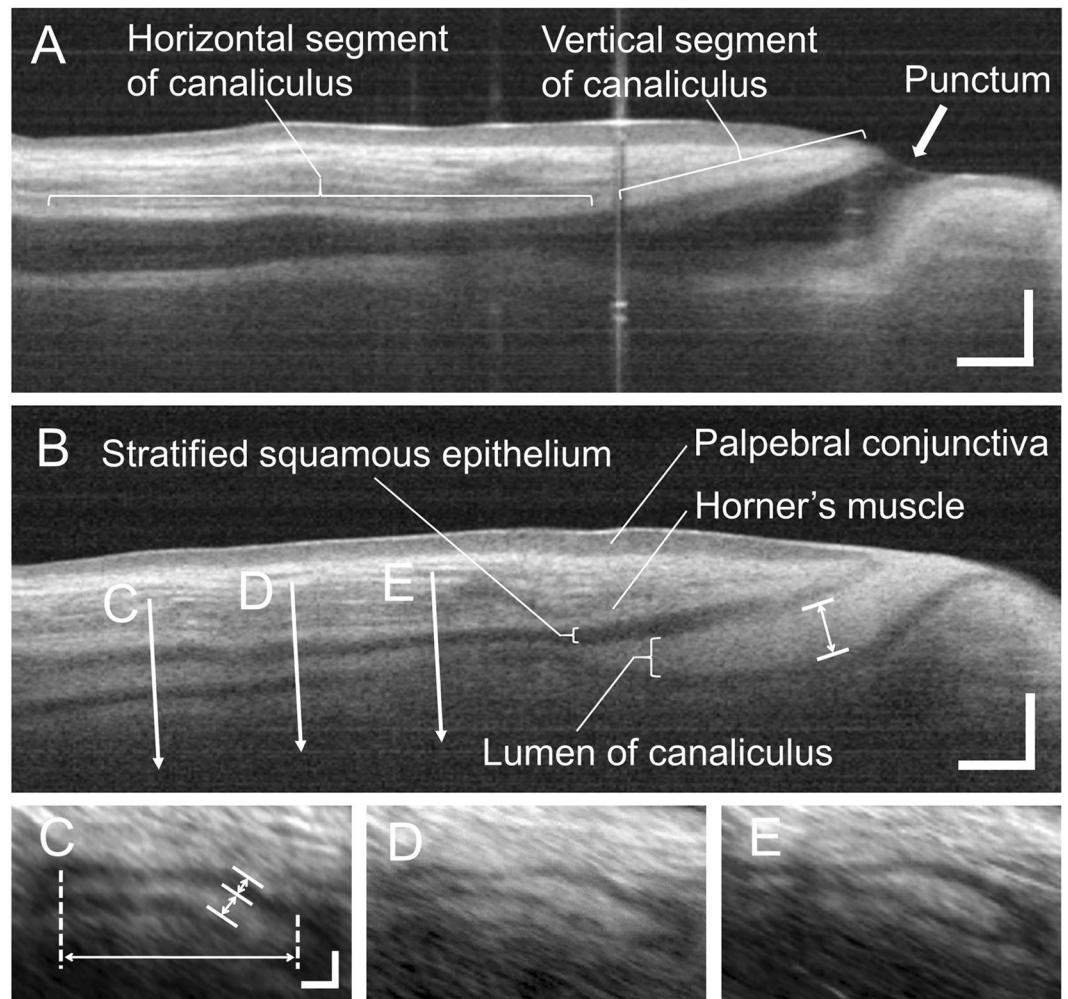 A
Horizontal segment
of canaliculus
Vertical segment
of canaliculus
Punctum
B
Stratified squamous epithelium
Palpebral conjunctiva
Horner’s muscle
C
D
E
Lumen of canaliculus
C
D
E